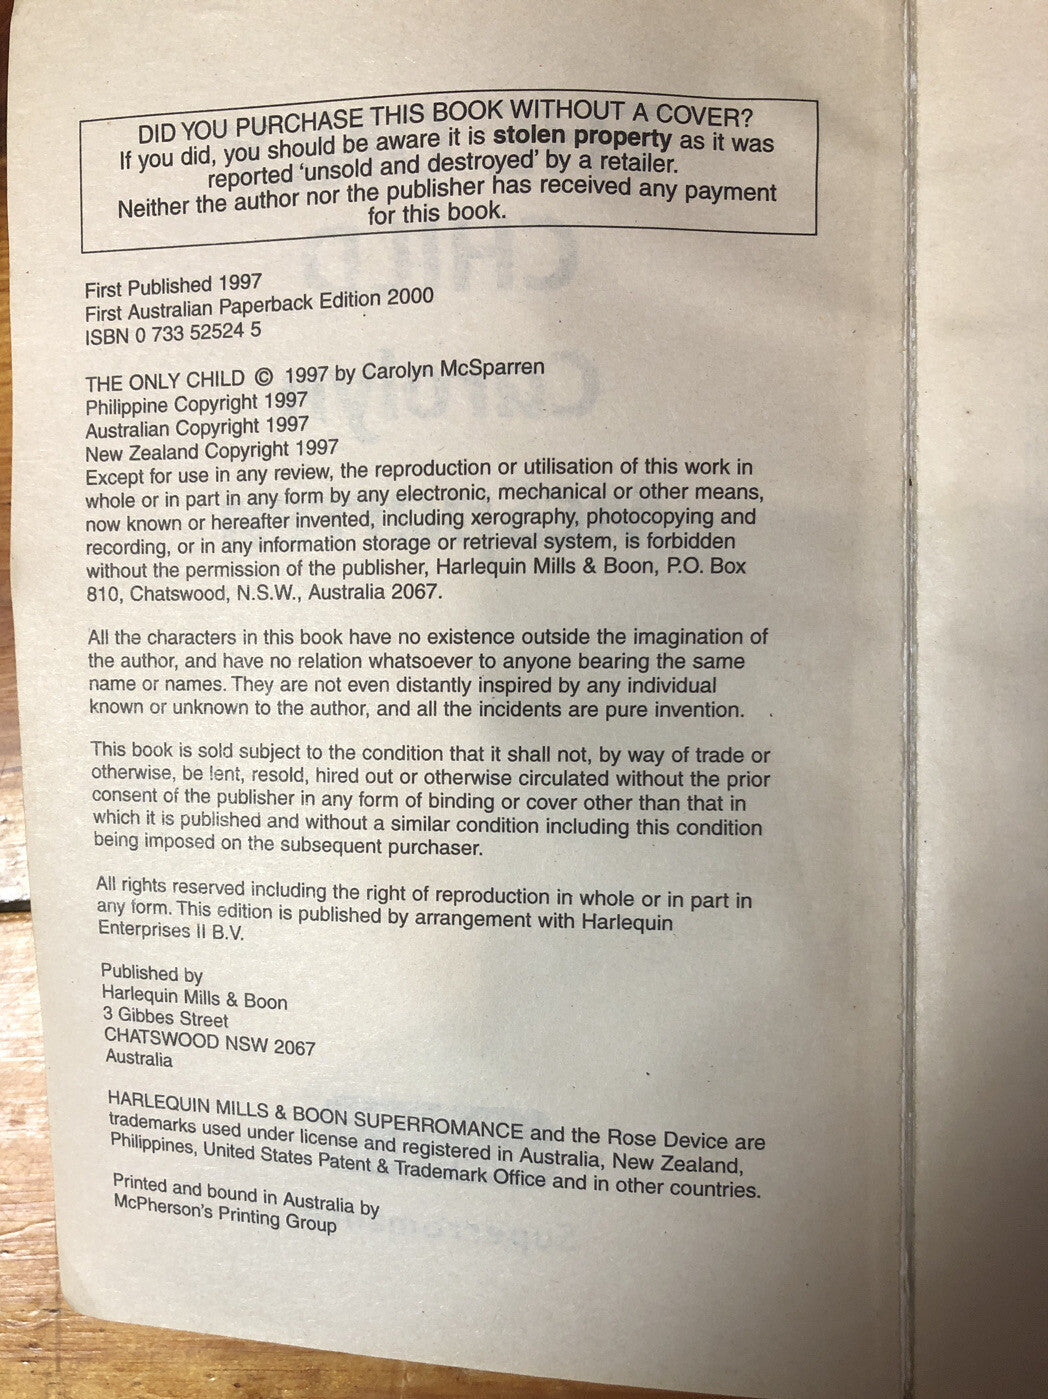 DID YOU PURCHASE THIS BOOK WITHOUT A COVER?
If you did, you should be aware it is stolen property as it was
reported ‘unsold and destroyed’ by a retailer.
Neither the author nor the publisher has received any payment
for this book.
First Published 1997
First Australian Paperback Edition 2000
ISBN 0 733 52524 5
THE ONLY CHILD © 1997 by Carolyn McSparren
Philippine Copyright 1997
Australian Copyright 1997
New Zealand Copyright 1997
Except for use in any review, the reproduction or utilisation of this work in
whole or in part in any form by any electronic, mechanical or other means,
now known or hereafter invented, including xerography, photocopying and
recording, or in any information storage or retrieval system, is forbidden
without the permission of the publisher, Harlequin Mills & Boon, P.O. Box
810, Chatswood, N.S.W., Australia 2067.
All the characters in this book have no existence outside the imagination of
the author, and have no relation whatsoever to anyone bearing the same
name or names. They are not even distantly inspired by any individual
known or unknown to the author, and all the incidents are pure invention.
This book is sold subject to the condition that it shall not, by way of trade or
otherwise, be lent, resold, hired out or otherwise circulated without the prior
consent of the publisher in any form of binding or cover other than that in
which it is published and without a similar condition including this condition
being imposed on the subsequent purchaser.
All rights reserved including the right of reproduction in whole or in part in
any form. This edition is published by arrangement with Harlequin
Enterprises II B.V.
Published by
Harlequin Mills & Boon
3 Gibbes Street
CHATSWOOD NSW 2067
Australia
HARLEQUIN MILLS & BOON SUPERROMANCE and the Rose Device are
trademarks used under license and registered in Australia, New Zealand,
Philippines, United States Patent & Trademark Office and in other countries.
Printed and bound in Australia by
McPherson's Printing Group